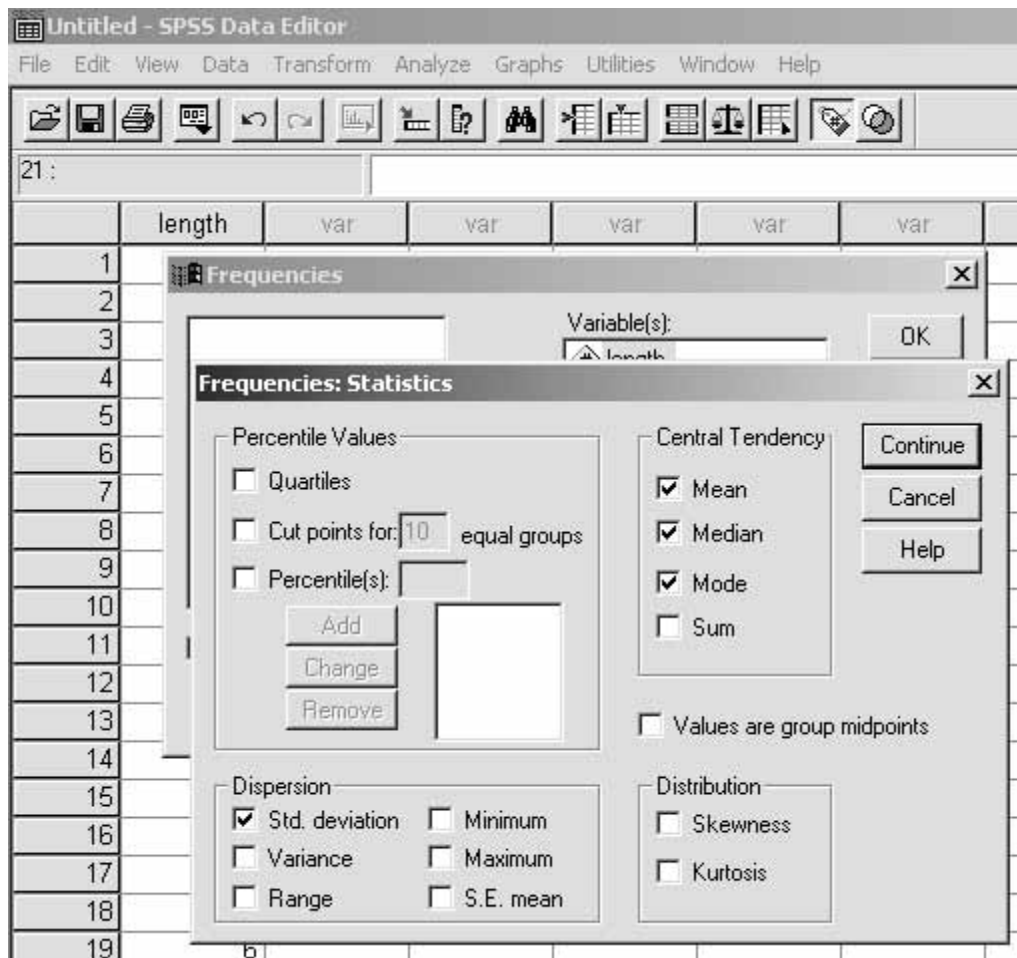 Untitled - SPSS Data Editor
File Edit View Data Transform Analyze Graphs Utilities Window Help
21 :
length var var var var var
1
2
3
4
5
6
7
8
9
10
11
12
13
14
15
16
17
18
19 6
Frequencies
Variable(s):
length
OK
Frequencies: Statistics
Percentile Values
Quartiles
Cut points for: 10 equal groups
Percentile(s):
Add
Change
Remove
Central Tendency
Mean
Median
Mode
Sum
Continue
Cancel
Help
Values are group midpoints
Dispersion
Std. deviation Minimum
Variance Maximum
Range S.E. mean
Distribution
Skewness
Kurtosis